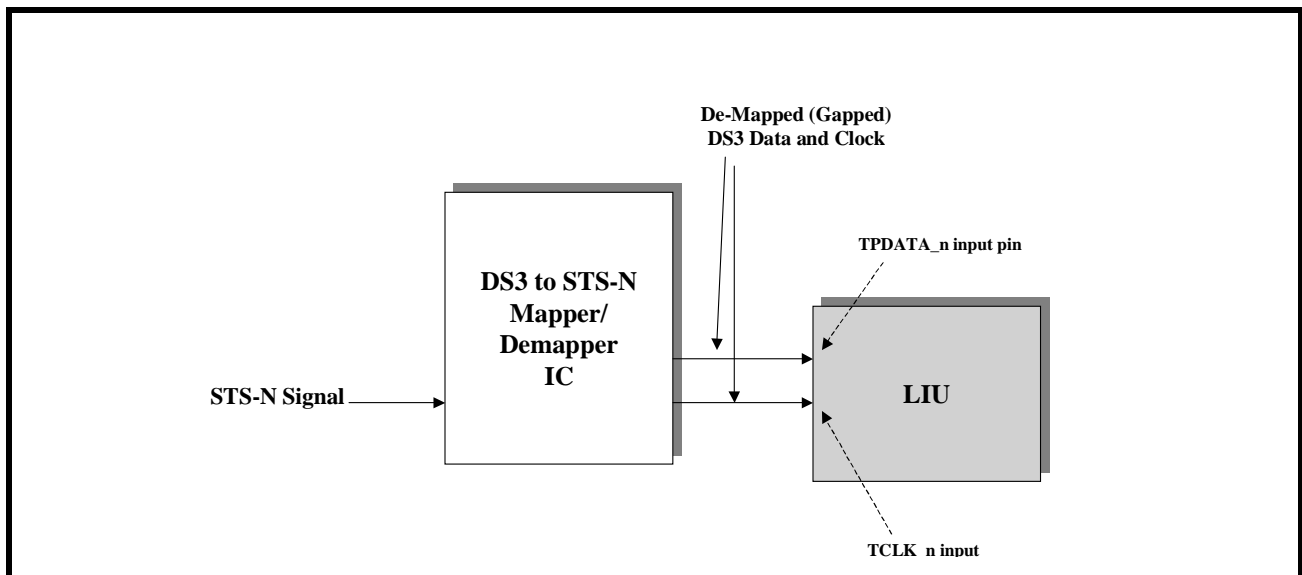 De-Mapped (Gapped)
DS3 Data and Clock
TPDATA_n input pin
DS3 to STS-N
Mapper/
Demapper
IC
STS-N Signal
LIU
TCLK_n input